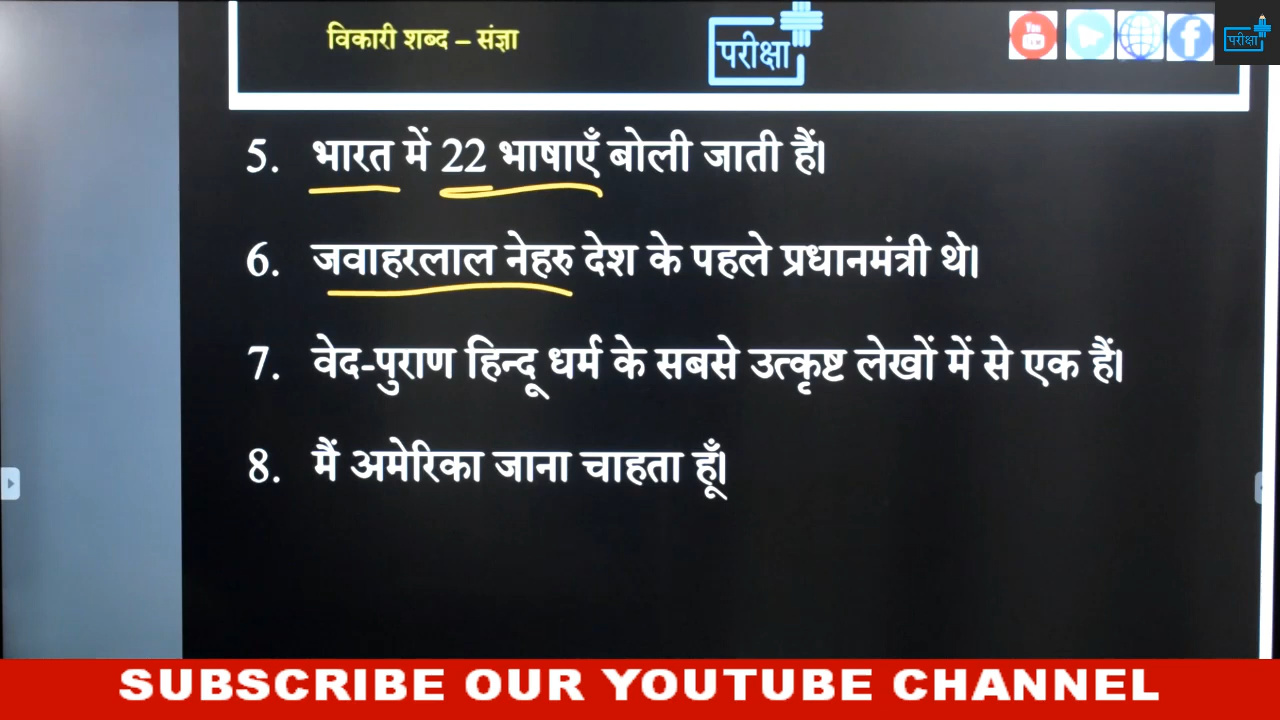 विकारी शब्द – संज्ञा
परीक्षा
You
परीक्षा
5. भारत में 22 भाषाएँ बोली जाती हैं।
6. जवाहरलाल नेहरु देश के पहले प्रधानमंत्री थे।
7. वेद-पुराण हिन्दू धर्म के सबसे उत्कृष्ट लेखों में से एक हैं।
8. मैं अमेरिका जाना चाहता हूँ।
SUBSCRIBE OUR YOUTUBE CHANNEL